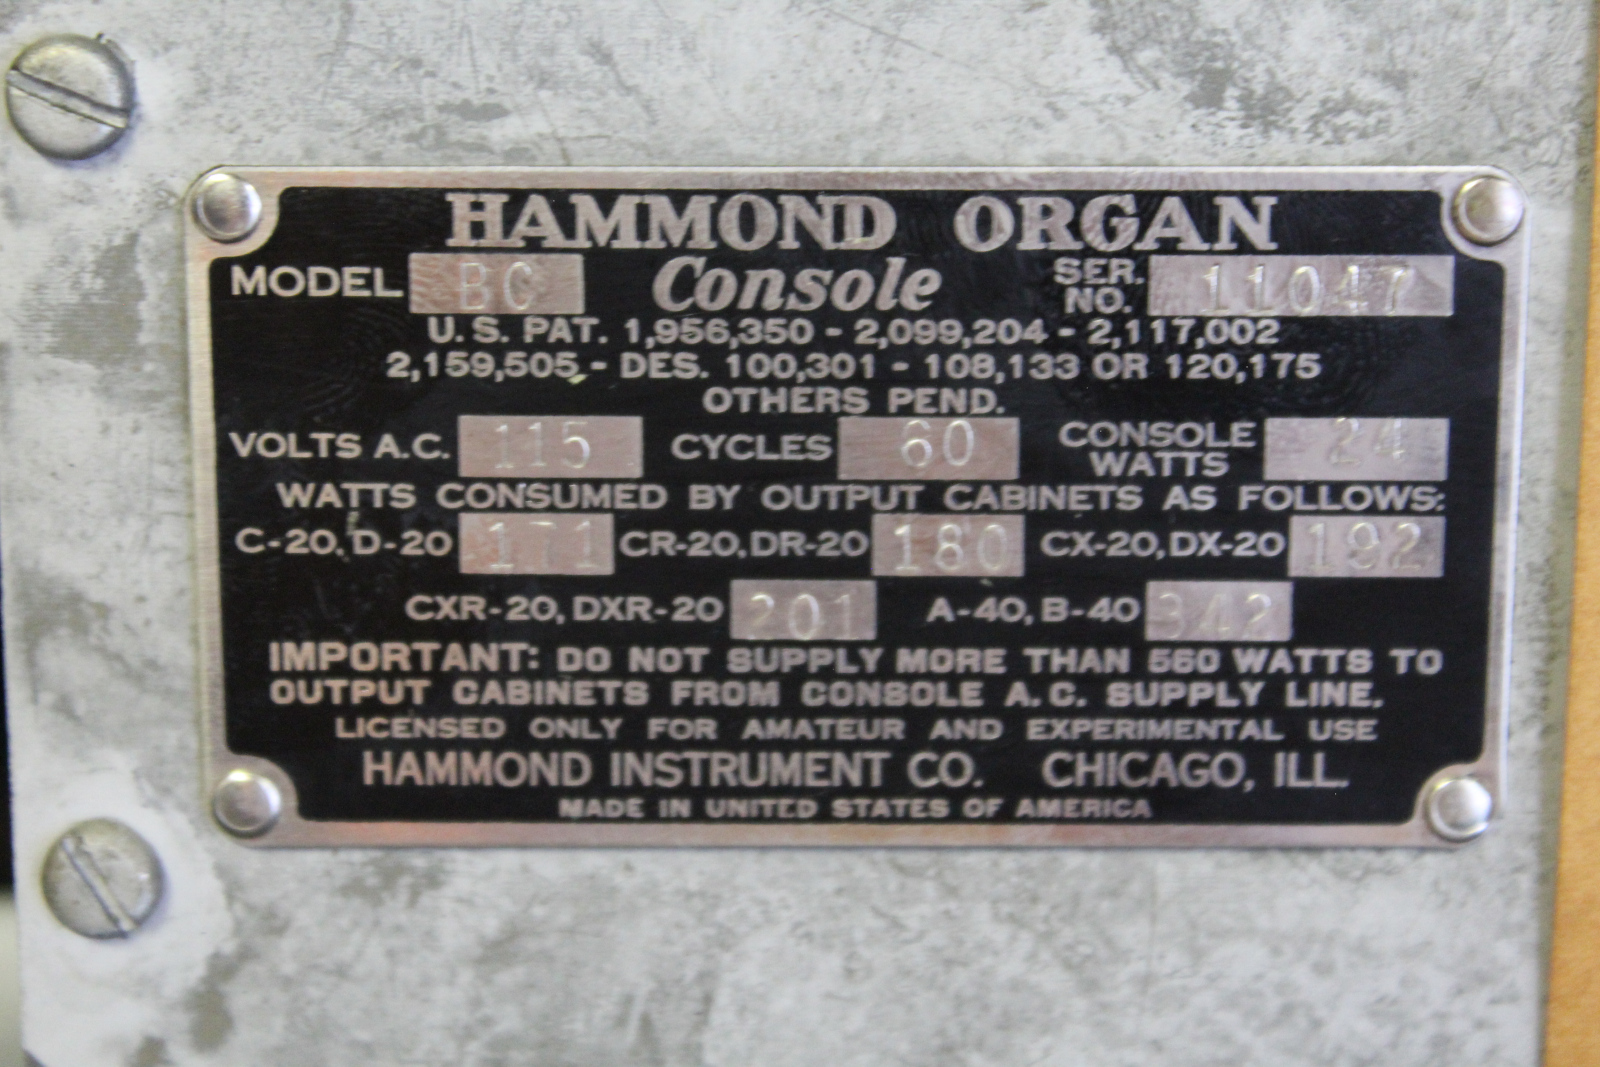 HAMMOND ORGAN
MODEL BC Console SER. NO. 11047
U. S. PAT. 1,956,350 - 2,099,204 - 2,117,002
2,159,505 - DES. 100,301 - 108,133 OR 120,175
OTHERS PEND.
VOLTS A.C. 115 CYCLES 60 CONSOLE WATTS 24
WATTS CONSUMED BY OUTPUT CABINETS AS FOLLOWS:
C-20, D-20 171 CR-20, DR-20 180 CX-20, DX-20 192
CXR-20, DXR-20 201 A-40, B-40 342
IMPORTANT: DO NOT SUPPLY MORE THAN 560 WATTS TO
OUTPUT CABINETS FROM CONSOLE A.C. SUPPLY LINE.
LICENSED ONLY FOR AMATEUR AND EXPERIMENTAL USE
HAMMOND INSTRUMENT CO. CHICAGO, ILL.
MADE IN UNITED STATES OF AMERICA